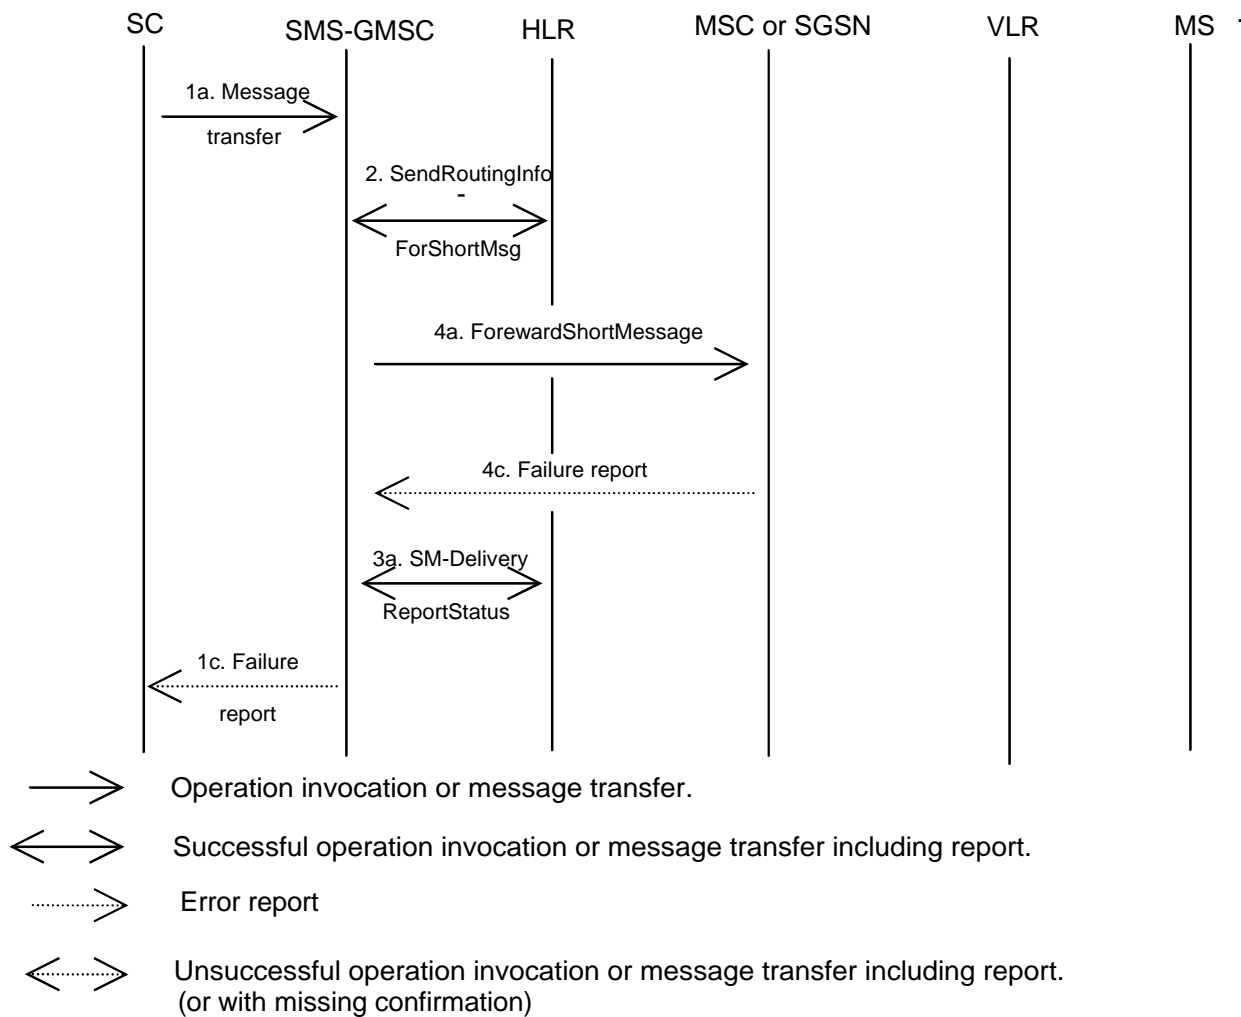 SC SMS-GMSC HLR MSC or SGSN VLR MS
1a. Message
transfer
2. SendRoutingInfo
-
ForShortMsg
4a. ForewardShortMessage
4c. Failure report
3a. SM-Delivery
ReportStatus
1c. Failure
report
Operation invocation or message transfer.
Successful operation invocation or message transfer including report.
Error report
Unsuccessful operation invocation or message transfer including report.
(or with missing confirmation)